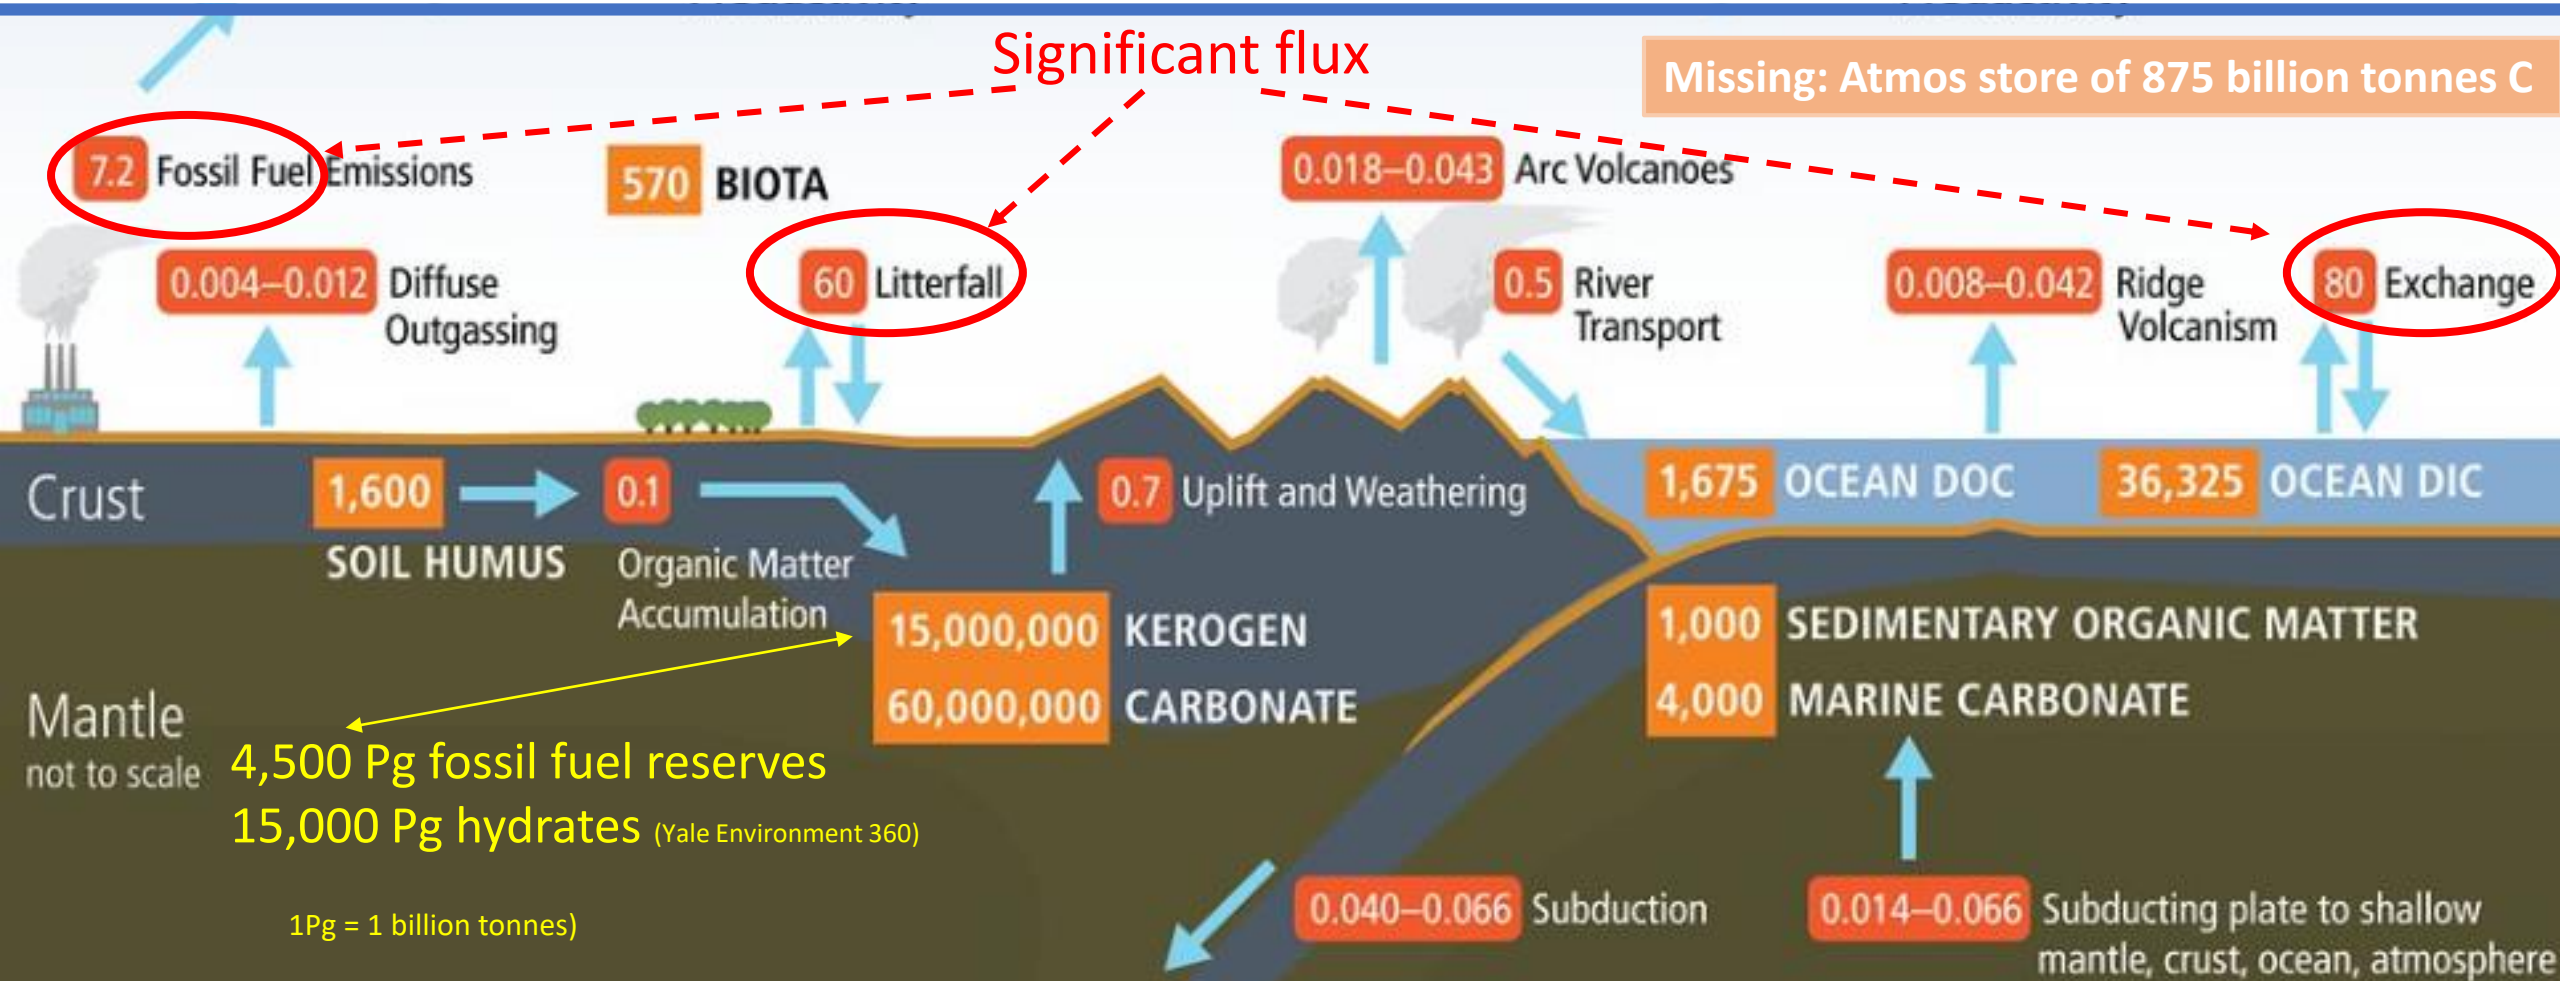 Significant flux
Missing: Atmos store of 875 billion tonnes C
7.2 Fossil Fuel Emissions
570 BIOTA
0.018–0.043 Arc Volcanoes
0.004–0.012 Diffuse
Outgassing
60 Litterfall
0.5 River
Transport
0.008–0.042 Ridge
Volcanism
80 Exchange
Crust
1,600
SOIL HUMUS
0.1
Organic Matter
Accumulation
0.7 Uplift and Weathering
1,675 OCEAN DOC
36,325 OCEAN DIC
15,000,000 KEROGEN
60,000,000 CARBONATE
1,000 SEDIMENTARY ORGANIC MATTER
4,000 MARINE CARBONATE
Mantle
not to scale
4,500 Pg fossil fuel reserves
15,000 Pg hydrates (Yale Environment 360)
1Pg = 1 billion tonnes)
0.040–0.066 Subduction
0.014–0.066 Subducting plate to shallow
mantle, crust, ocean, atmosphere